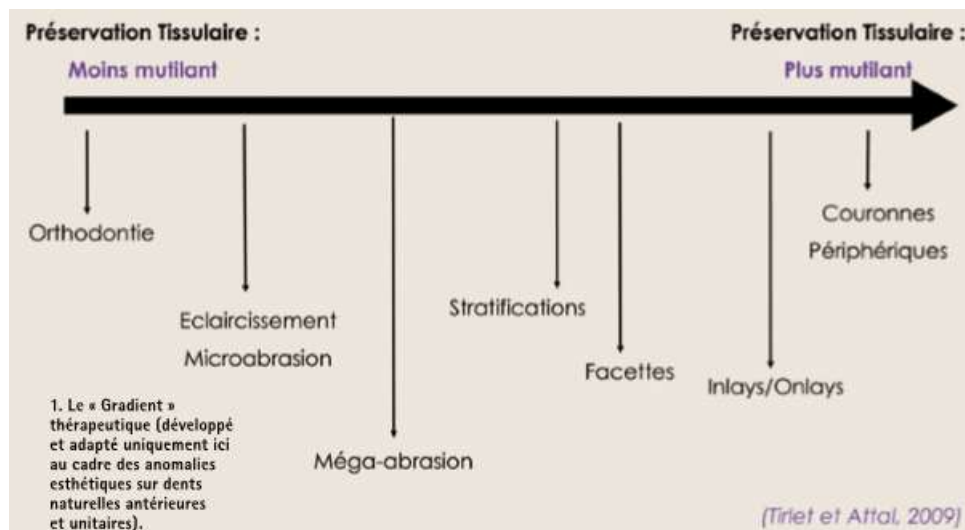 Préservation Tissulaire :
Moins mutilant
Préservation Tissulaire :
Plus mutilant
Orthodontie
Eclaircissement
Microabrasion
Méga-abrasion
Stratifications
Facettes
Inlays/Onlays
Couronnes
Périphériques
1. Le « Gradient »
thérapeutique (développé
et adapté uniquement ici
au cadre des anomalies
esthétiques sur dents
naturelles antérieures
et unitaires).
(Tirlet et Attal, 2009)